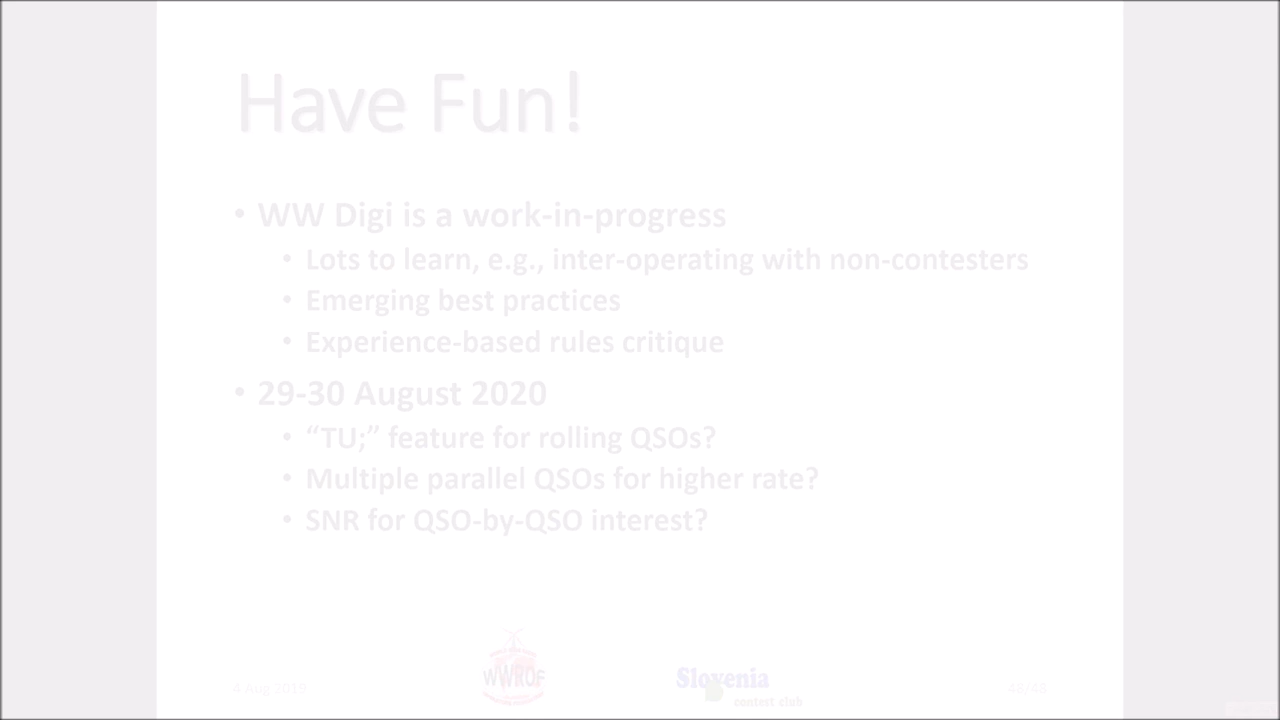 Have Fun!
• WW Digi is a work-in-progress
• Lots to learn, e.g., inter-operating with non-contesters
• Emerging best practices
• Experience-based rules critique
• 29-30 August 2020
• “TU;” feature for rolling QSOs?
• Multiple parallel QSOs for higher rate?
• SNR for QSO-by-QSO interest?
4 Aug 2019
WWROF
Slovenia
contest club
48/48